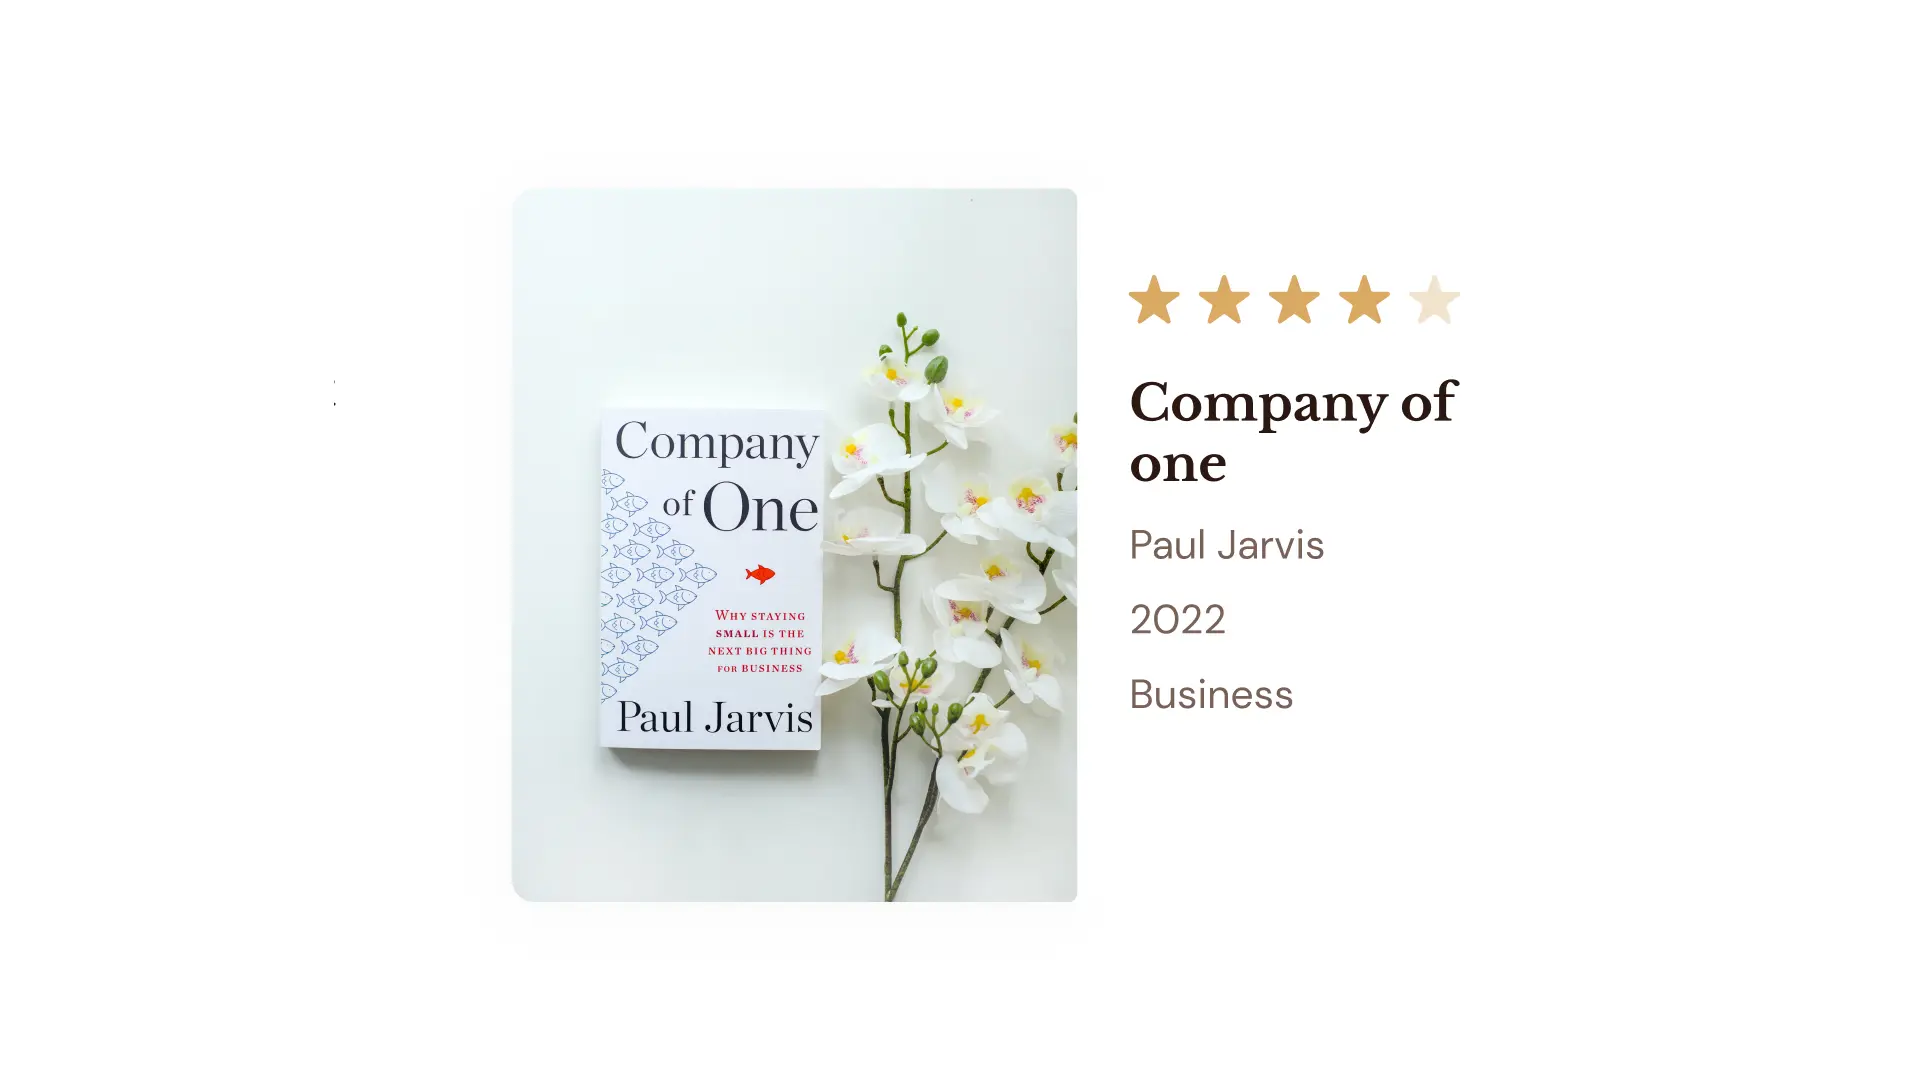 Company
of One
WHY STAYING
SMALL IS THE
NEXT BIG THING
FOR BUSINESS
Paul Jarvis
Company of
one
Paul Jarvis
2022
Business